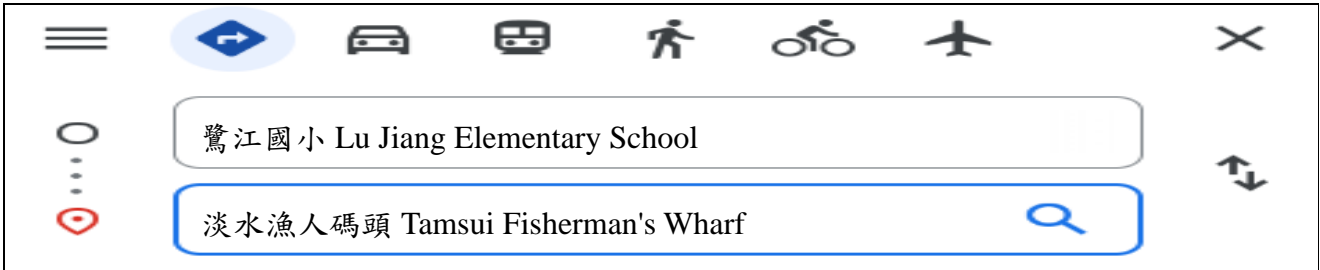 鷺江國小 Lu Jiang Elementary School
淡水漁人碼頭 Tamsui Fisherman's Wharf